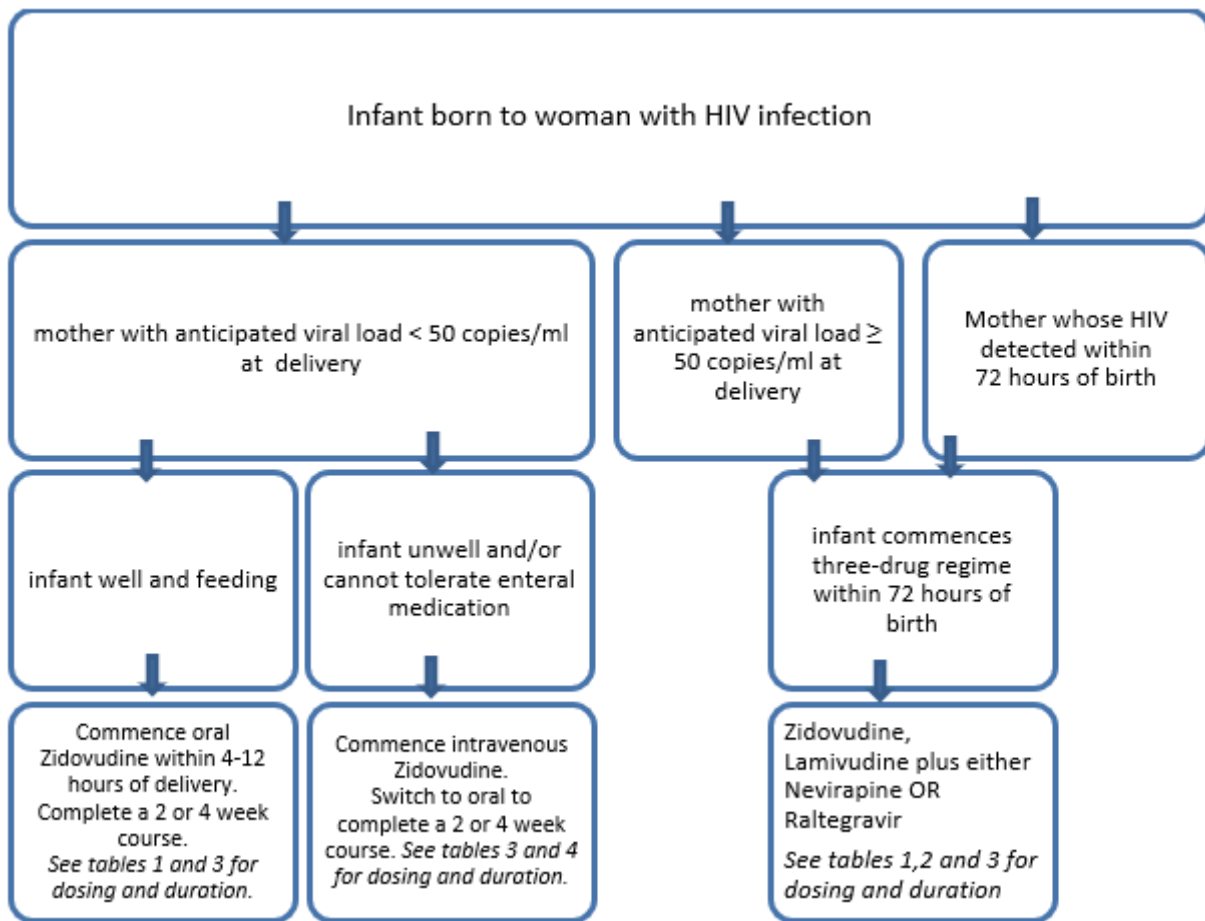 Infant born to woman with HIV infection
mother with anticipated viral load < 50 copies/ml
at  delivery
mother with
anticipated viral load ≥
50 copies/ml at
delivery
Mother whose HIV
detected within
72 hours of birth
infant well and feeding
infant unwell and/or
cannot tolerate enteral
medication
infant commences
three-drug regime
within 72 hours of
birth
Commence oral
Zidovudine within 4-12
hours of delivery.
Complete a 2 or 4 week
course.
See tables 1 and 3 for
dosing and duration.
Commence intravenous
Zidovudine.
Switch to oral to
complete a 2 or 4 week
course. See tables 3 and 4
for dosing and duration.
Zidovudine,
Lamivudine plus either
Nevirapine OR
Raltegravir
See tables 1,2 and 3 for
dosing and duration